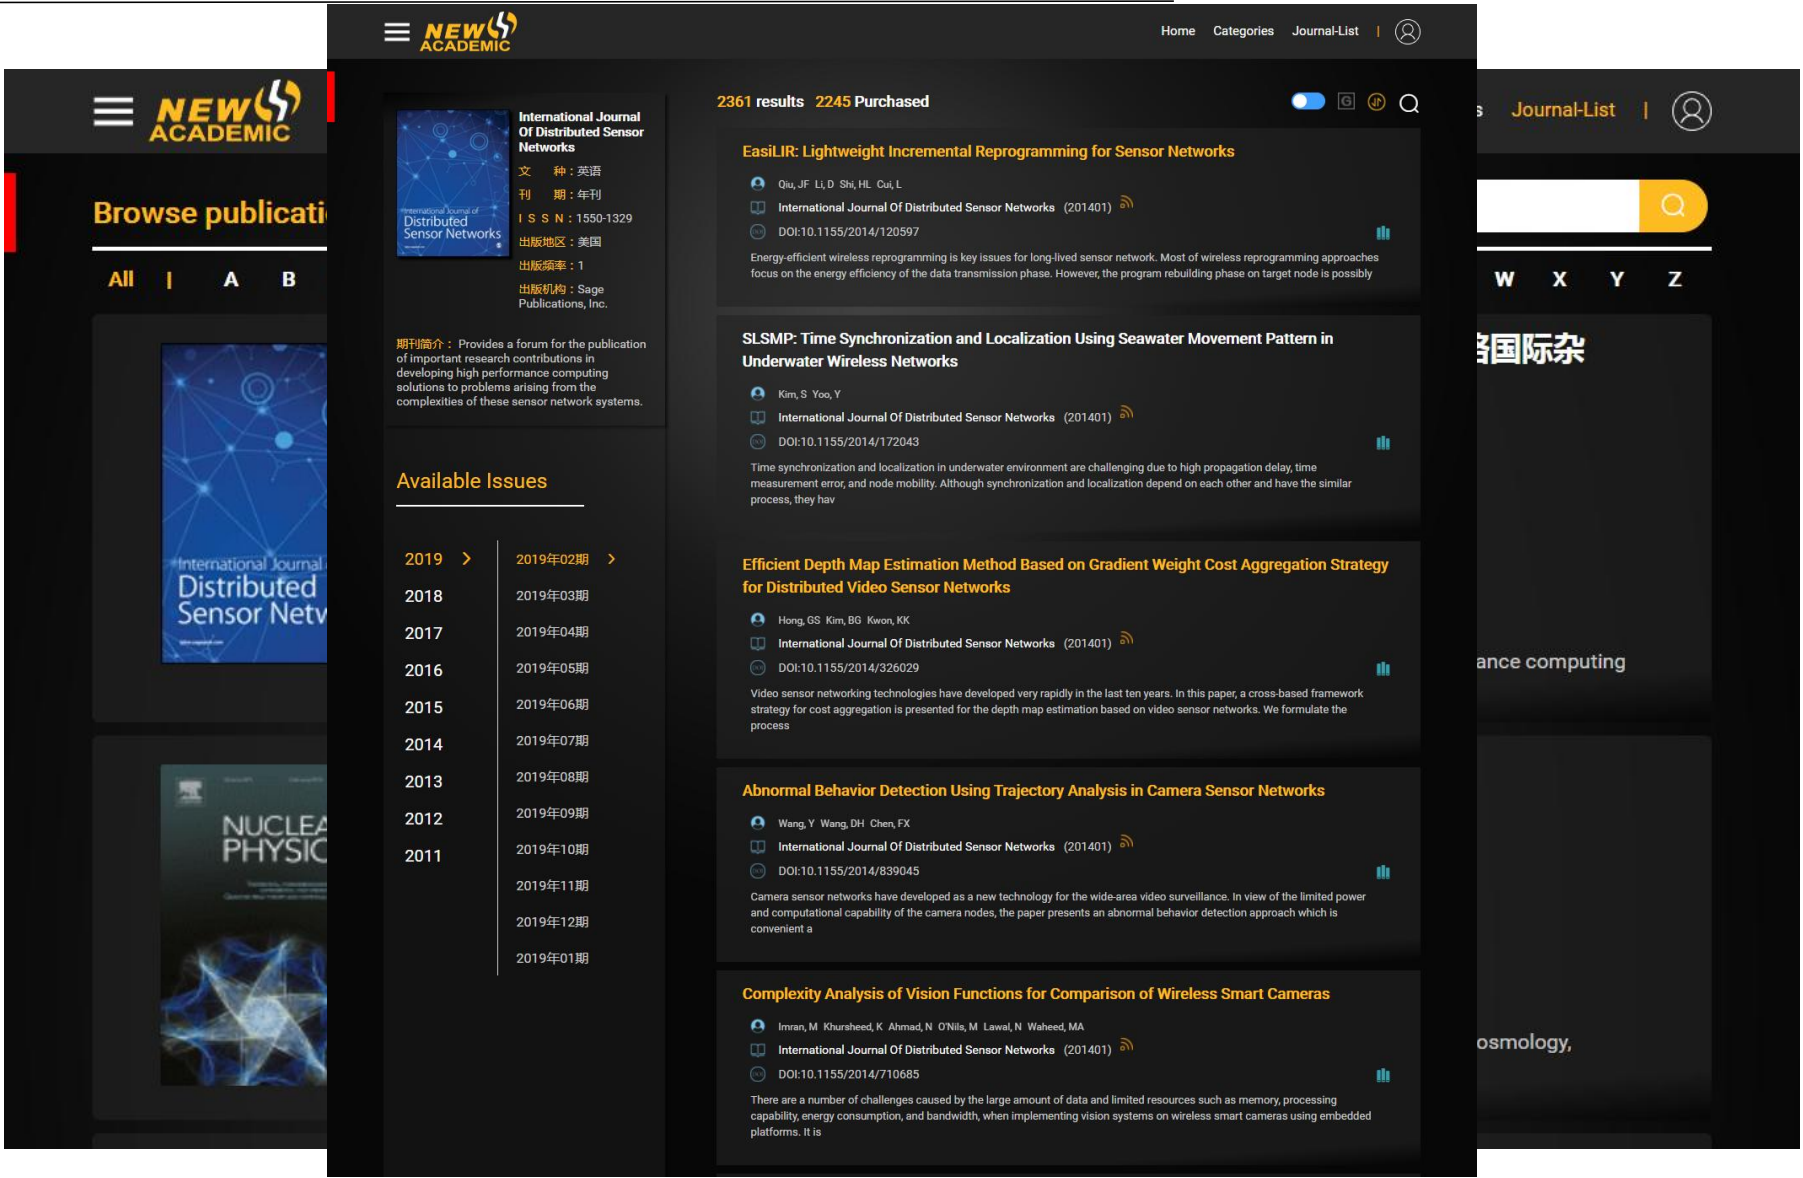 NEW
ACADEMIC
Home Categories Journal-List |
NEW
ACADEMIC
Journal-List |
Browse
All | A B
W X Y Z
International Journal
Distributed
NUCLEA
PHYSIC
国际杂
ance computing
osmology,
International Journal of
Distributed
Sensor Networks
International Journal
Of Distributed Sensor
Networks
文 种：英语
刊 期：年刊
I S S N：1550-1329
出版地区：美国
出版频率：1
出版机构：Sage
Publications, Inc.
期刊简介： Provides a forum for the publication
of important research contributions in
developing high performance computing
solutions to problems arising from the
complexities of these sensor network systems.
Available Issues
2019
2018
2017
2016
2015
2014
2013
2012
2011
2019年02期
2019年03期
2019年04期
2019年05期
2019年06期
2019年07期
2019年08期
2019年09期
2019年10期
2019年11期
2019年12期
2019年01期
2361 results 2245 Purchased
G
EasiLIR: Lightweight Incremental Reprogramming for Sensor Networks
Qiu, JF Li, D Shi, HL Cui, L
International Journal Of Distributed Sensor Networks (201401)
DOI:10.1155/2014/120597
Energy-efficient wireless reprogramming is key issues for long-lived sensor network. Most of wireless reprogramming approaches
focus on the energy efficiency of the data transmission phase. However, the program rebuilding phase on target node is possibly
SLSMP: Time Synchronization and Localization Using Seawater Movement Pattern in
Underwater Wireless Networks
Kim, S Yoo, Y
International Journal Of Distributed Sensor Networks (201401)
DOI:10.1155/2014/172043
Time synchronization and localization in underwater environment are challenging due to high propagation delay, time
measurement error, and node mobility. Although synchronization and localization depend on each other and have the similar
process, they hav
Efficient Depth Map Estimation Method Based on Gradient Weight Cost Aggregation Strategy
for Distributed Video Sensor Networks
Hong, GS Kim, BG Kwon, KK
International Journal Of Distributed Sensor Networks (201401)
DOI:10.1155/2014/326029
Video sensor networking technologies have developed very rapidly in the last ten years. In this paper, a cross-based framework
strategy for cost aggregation is presented for the depth map estimation based on video sensor networks. We formulate the
process
Abnormal Behavior Detection Using Trajectory Analysis in Camera Sensor Networks
Wang, Y Wang, DH Chen, FX
International Journal Of Distributed Sensor Networks (201401)
DOI:10.1155/2014/839045
Camera sensor networks have developed as a new technology for the wide-area video surveillance. In view of the limited power
and computational capability of the camera nodes, the paper presents an abnormal behavior detection approach which is
convenient a
Complexity Analysis of Vision Functions for Comparison of Wireless Smart Cameras
Imran, M Khursheed, K Ahmad, N O'Nils, M Lawal, N Waheed, MA
International Journal Of Distributed Sensor Networks (201401)
DOI:10.1155/2014/710685
There are a number of challenges caused by the large amount of data and limited resources such as memory, processing
capability, energy consumption, and bandwidth, when implementing vision systems on wireless smart cameras using embedded
platforms. It is